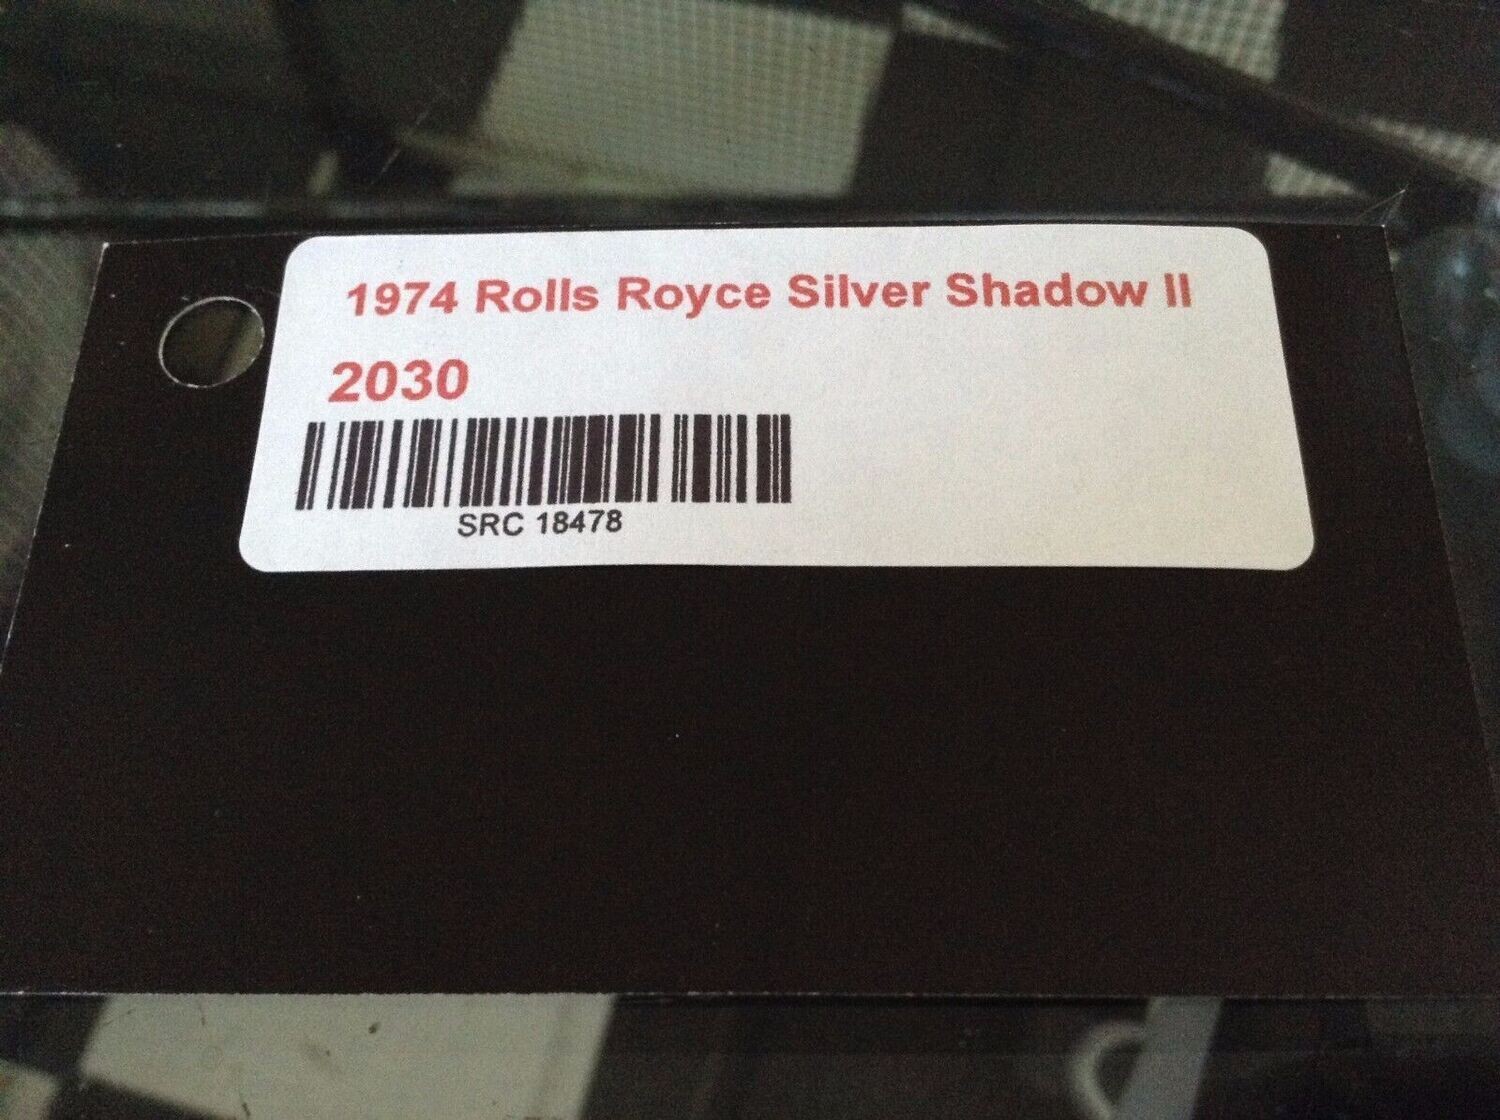 1974 Rolls Royce Silver Shadow II
2030
SRC 18478